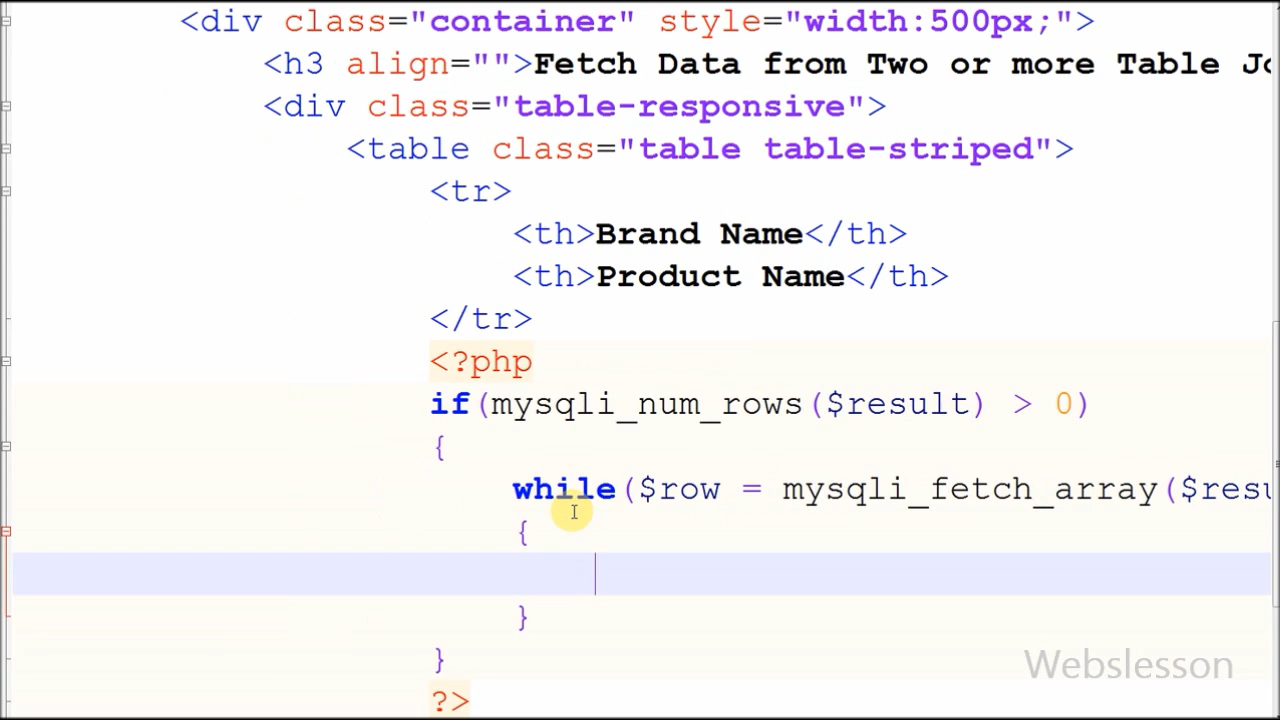 <div class="container" style="width:500px;">
<h3 align="">Fetch Data from Two or more Table
<div class="table-responsive">
<table class="table table-striped">
<tr>
<th>Brand Name</th>
<th>Product Name</th>
</tr>
<?php
if(mysqli_num_rows($result) > 0)
{
while($row = mysqli_fetch_array($resu
{
}
}
?>
Webslesson